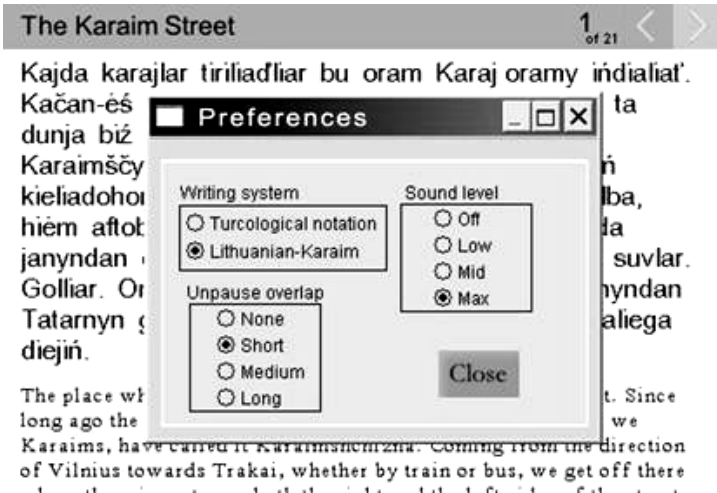 The Karaim Street
1 of 21
Kajda karajlar tiriliaďliar bu oram Karaj oramy ińdialiať.
Kačan-ėś
ta
dunja biź
Karaimščy
kieliadohor
lba,
hiėm aftob
da
janyndan
suvlar.
Golliar. Or
nyndan
Tatarnyn
aliega
diejiń.
Preferences
Writing system
Turcological notation
Lithuanian-Karaim
Unpause overlap
None
Short
Medium
Long
Sound level
Off
Low
Mid
Max
Close
The place wh
t. Since
long ago the
we
Karaims, have called it Karaimshchizna. Coming from the direction
of Vilnius towards Trakai, whether by train or bus, we get off there